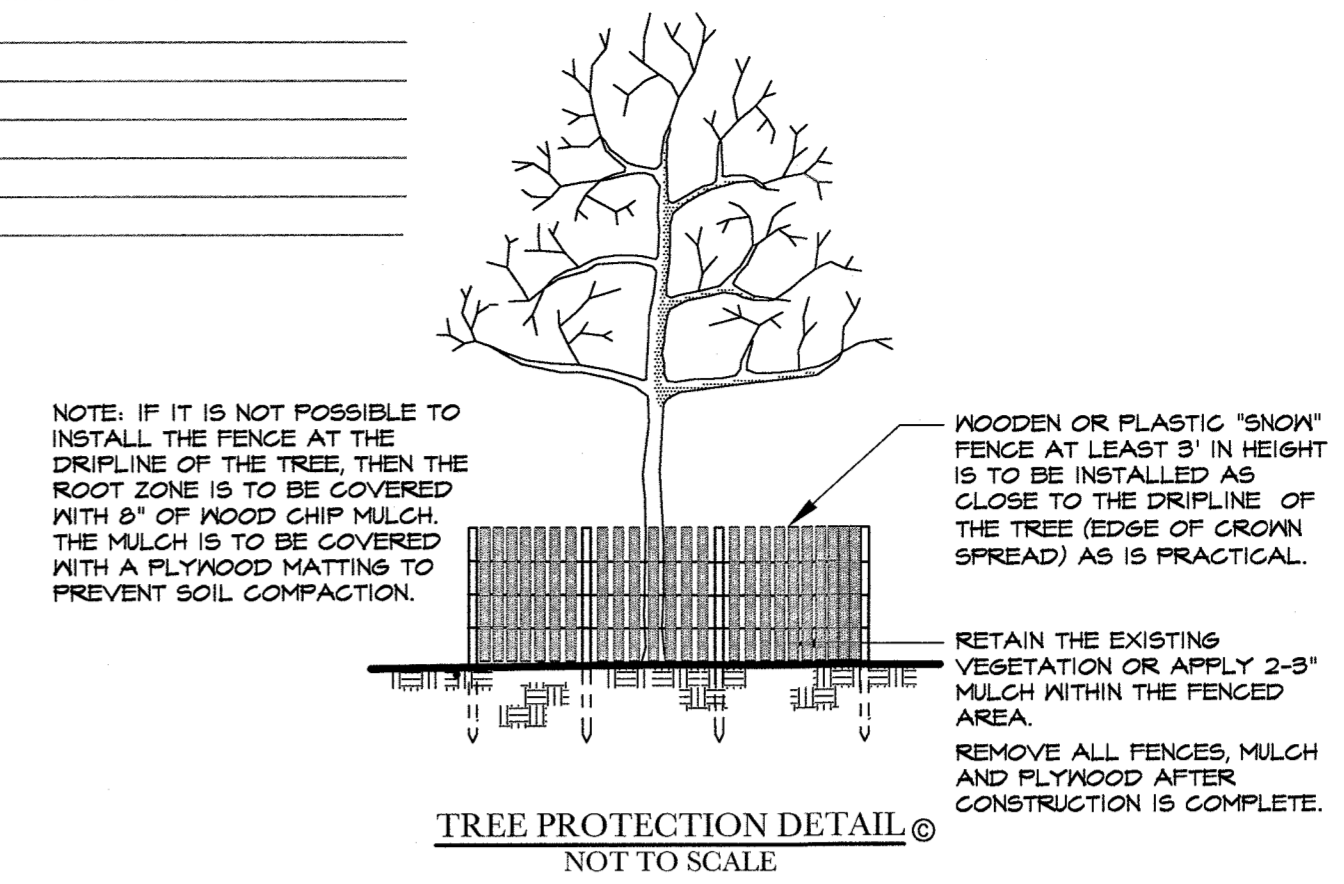 NOTE: IF IT IS NOT POSSIBLE TO
INSTALL THE FENCE AT THE
DRIPLINE OF THE TREE, THEN THE
ROOT ZONE IS TO BE COVERED
WITH 8" OF WOOD CHIP MULCH.
THE MULCH IS TO BE COVERED
WITH A PLYWOOD MATTING TO
PREVENT SOIL COMPACTION.
WOODEN OR PLASTIC "SNOW"
FENCE AT LEAST 3' IN HEIGHT
IS TO BE INSTALLED AS
CLOSE TO THE DRIPLINE OF
THE TREE (EDGE OF CROWN
SPREAD) AS IS PRACTICAL.
RETAIN THE EXISTING
VEGETATION OR APPLY 2-3"
MULCH WITHIN THE FENCED
AREA.
REMOVE ALL FENCES, MULCH
AND PLYWOOD AFTER
CONSTRUCTION IS COMPLETE.
TREE PROTECTION DETAIL ©
NOT TO SCALE